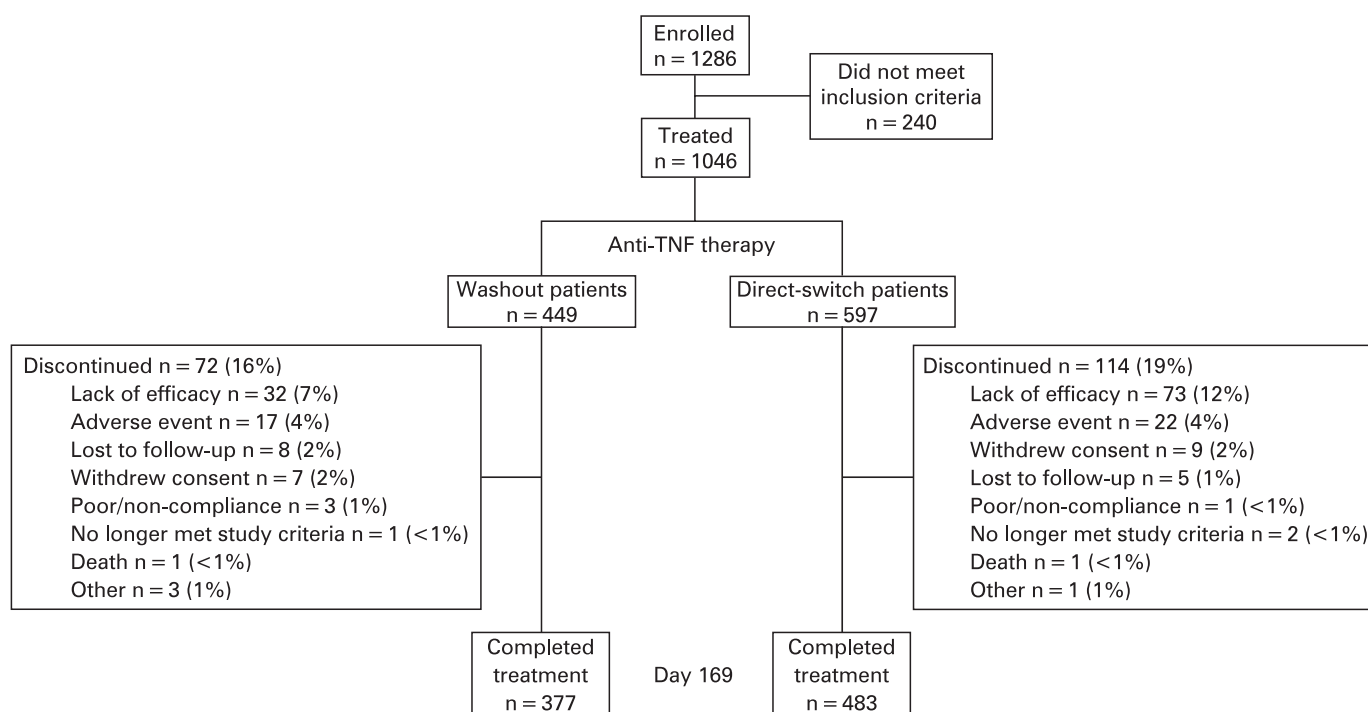 Enrolled
n = 1286
Did not meet
inclusion criteria
n = 240
Treated
n = 1046
Anti-TNF therapy
Washout patients
n = 449
Direct-switch patients
n = 597
Discontinued n = 72 (16%)
Lack of efficacy n = 32 (7%)
Adverse event n = 17 (4%)
Lost to follow-up n = 8 (2%)
Withdrew consent n = 7 (2%)
Poor/non-compliance n = 3 (1%)
No longer met study criteria n = 1 (<1%)
Death n = 1 (<1%)
Other n = 3 (1%)
Discontinued n = 114 (19%)
Lack of efficacy n = 73 (12%)
Adverse event n = 22 (4%)
Withdrew consent n = 9 (2%)
Lost to follow-up n = 5 (1%)
Poor/non-compliance n = 1 (<1%)
No longer met study criteria n = 2 (<1%)
Death n = 1 (<1%)
Other n = 1 (1%)
Completed
treatment
n = 377
Day 169
Completed
treatment
n = 483